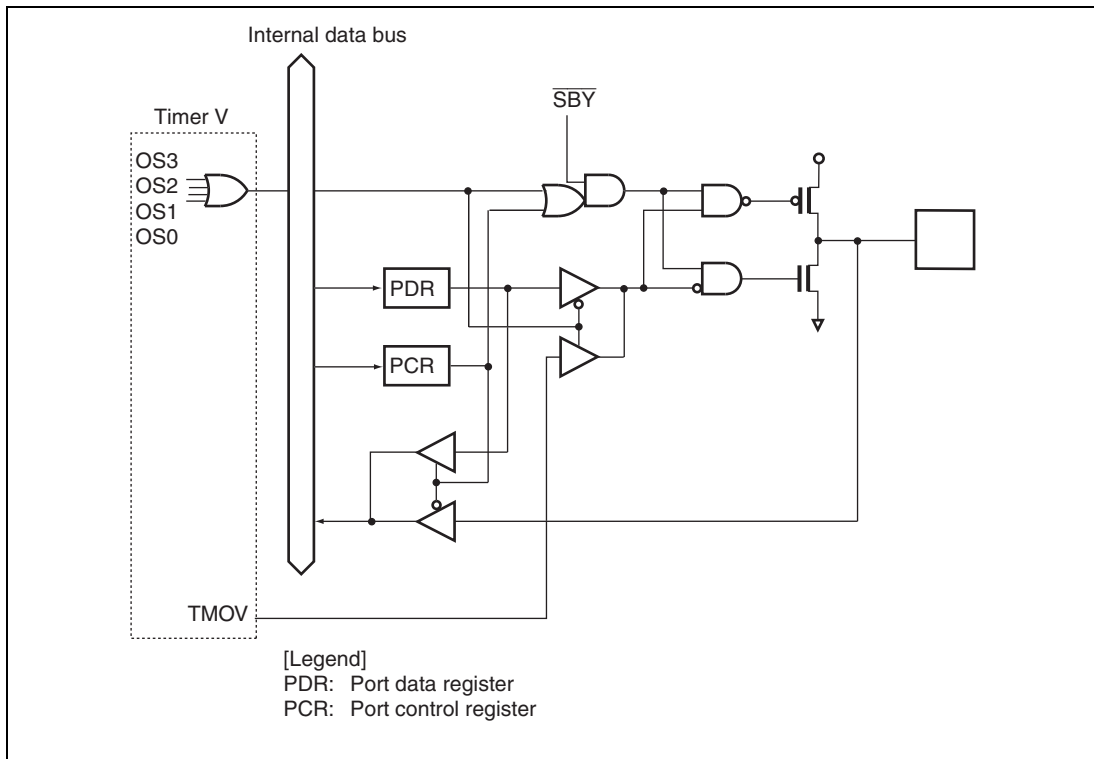 Internal data bus
SBY
Timer V
OS3
OS2
OS1
OS0
PDR
PCR
TMOV
[Legend]
PDR: Port data register
PCR: Port control register